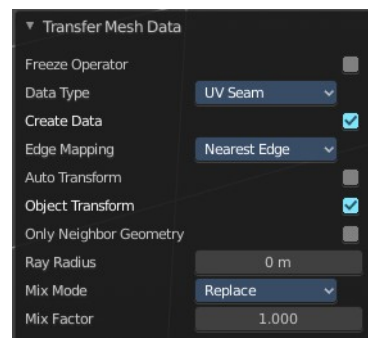 Transfer Mesh Data
Freeze Operator
Data Type UV Seam
Create Data
Edge Mapping Nearest Edge
Auto Transform
Object Transform
Only Neighbor Geometry
Ray Radius 0 m
Mix Mode Replace
Mix Factor 1.000